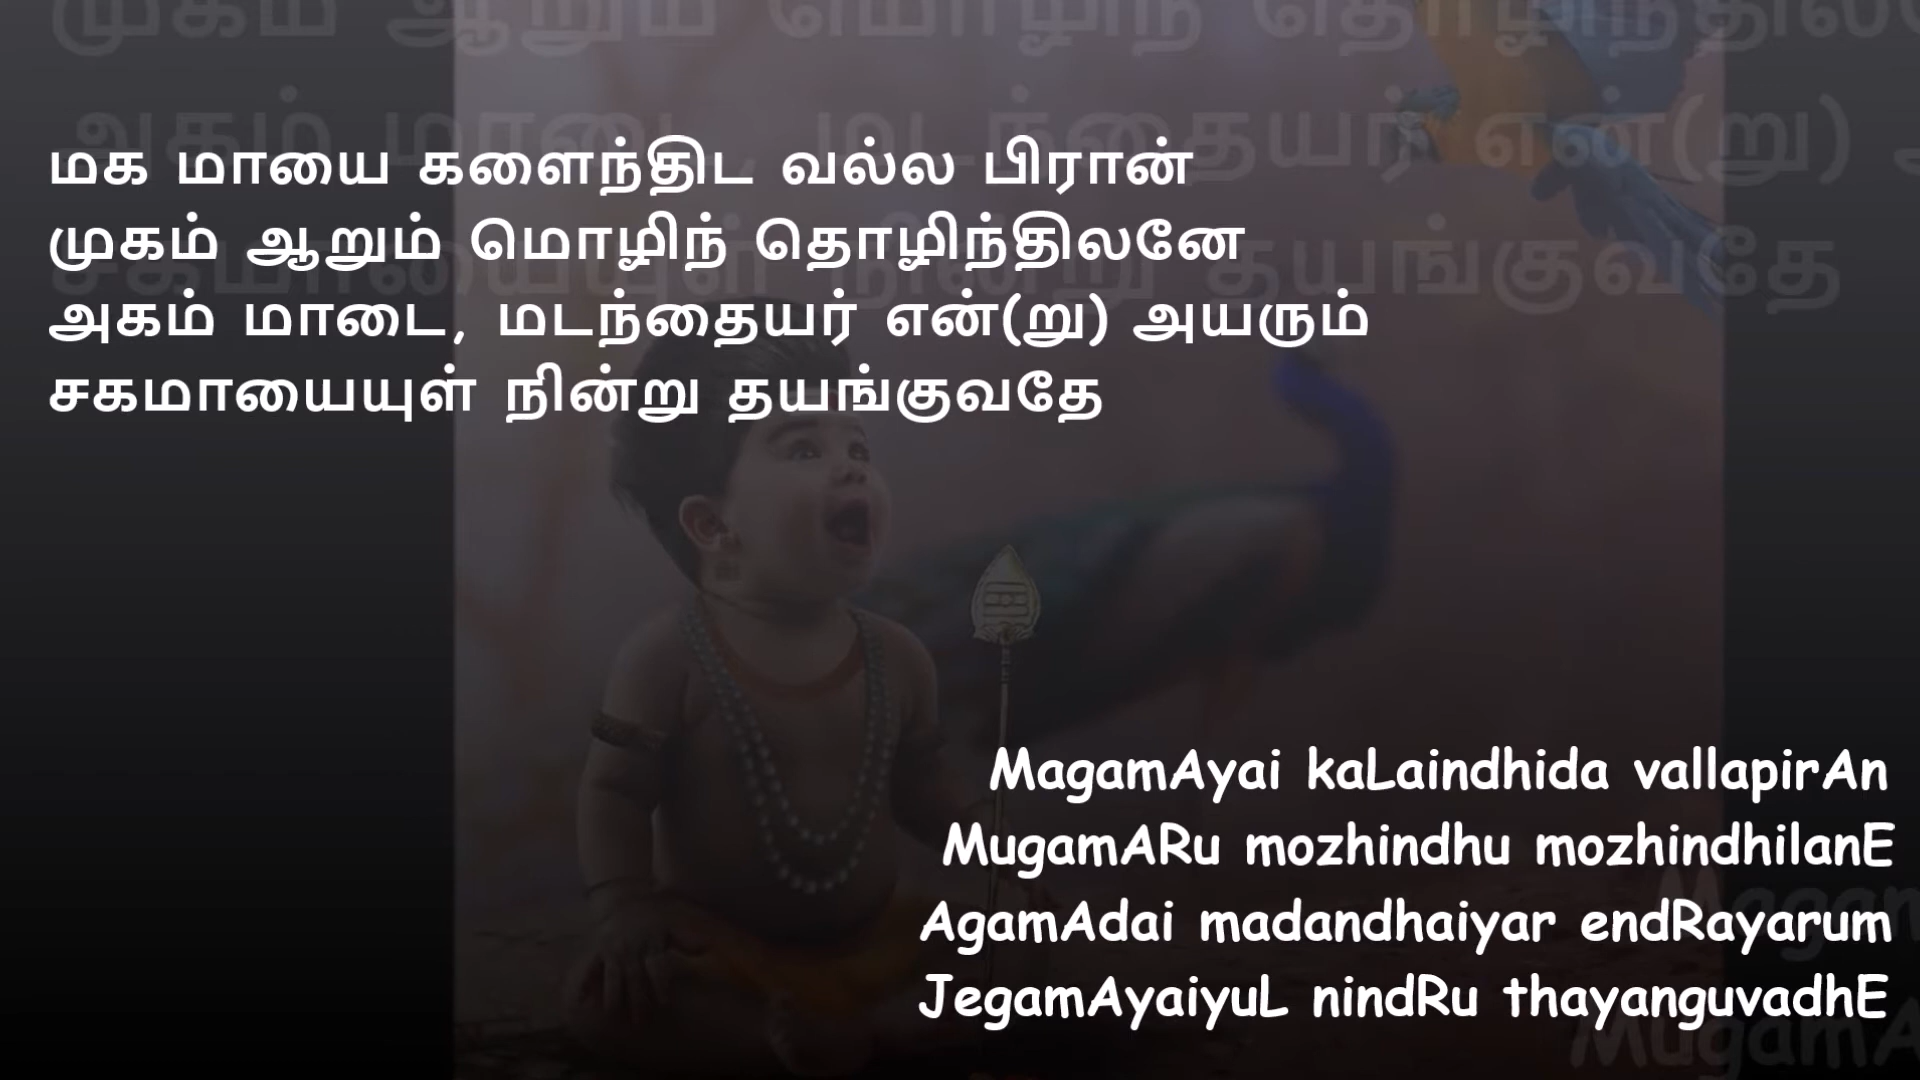 மக மாயை களைந்திட வல்ல பிரான்
முகம் ஆறும் மொழிந் தொழிந்திலனே
அகம் மாடை, மடந்தையர் என்(று) அயரும்
சகமாயையுள் நின்று தயங்குவதே
MagamAyai kaLaindhida vallapirAn
MugamARu mozhindhu mozhindhilanE
AgamAdai madandhaiyar endRayarum
JegamAyaiyuL nindRu thayanguvadhE